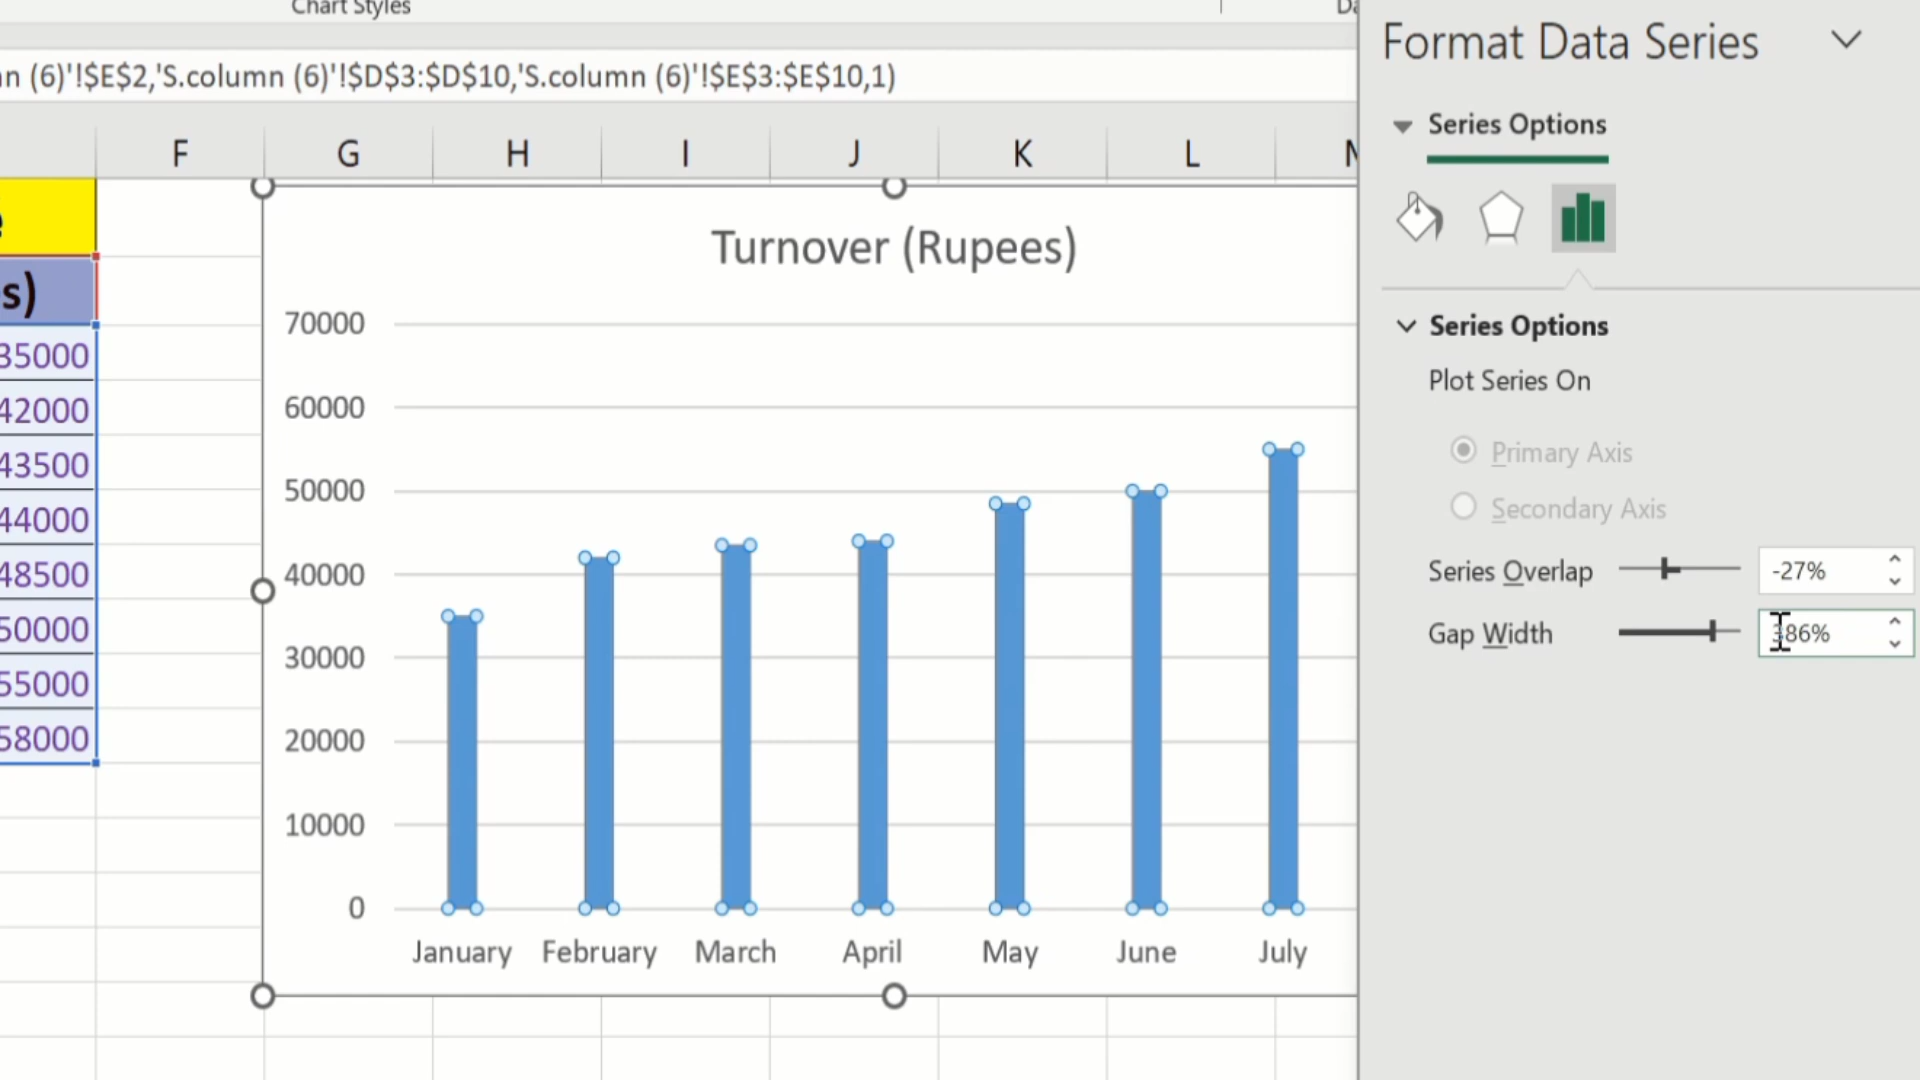 Chart Styles
Format Data Series
n (6)'!$E$2,'S.column (6)'!$D$3:$D$10,'S.column (6)'!$E$3:$E$10,1)
Series Options
F G H I J K L
Turnover (Rupees)
s)
35000
42000
43500
44000
48500
50000
55000
58000
70000
60000
50000
40000
30000
20000
10000
0
January February March April May June July
Series Options
Plot Series On
Primary Axis
Secondary Axis
Series Overlap -27%
Gap Width 386%